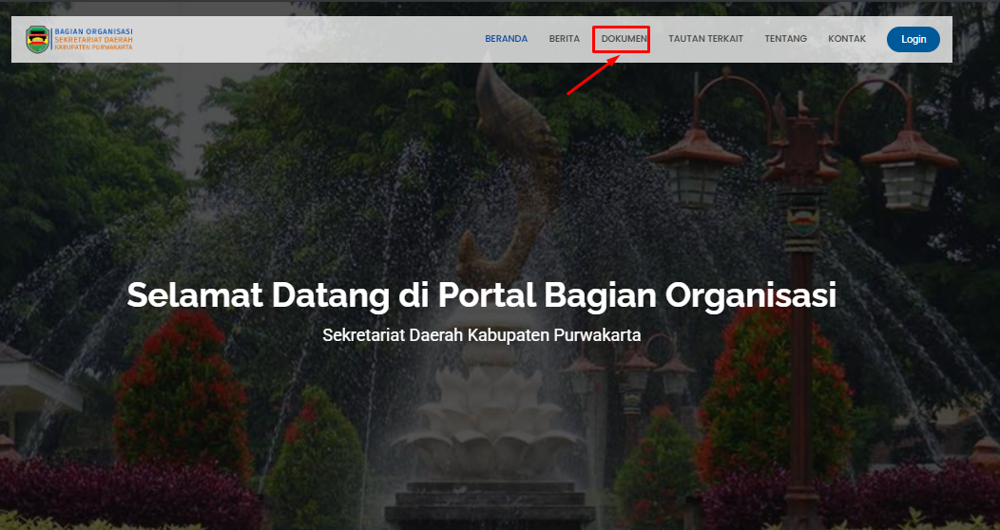 BAGIAN ORGANISASI
SEKRETARIAT DAERAH
KABUPATEN PURWAKARTA
BERANDA BERITA DOKUMEN TAUTAN TERKAIT TENTANG KONTAK Login
Selamat Datang di Portal Bagian Organisasi
Sekretariat Daerah Kabupaten Purwakarta